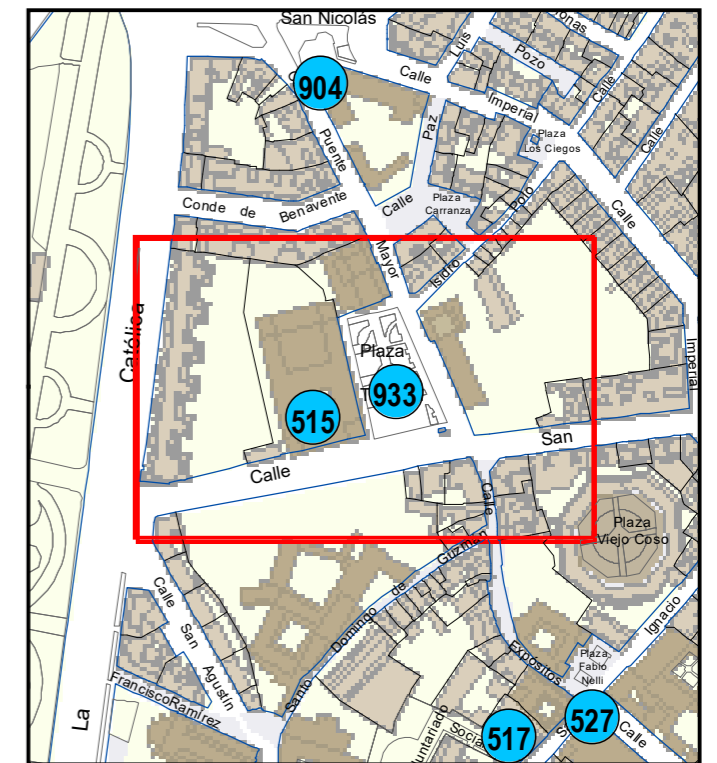 San Nicolás
904
Calle
Luis
Pozo
Calle
Imperial
Plaza
Los Ciegos
Calle
Puente
Paz
Conde de Benavente
Calle
Plaza
Carranza
Polo
Calle
Mayor
Isidro
Católica
Plaza
933
515
Imperial
San
Calle
Calle
Plaza
Viejo Coso
Guzmán
de
Domingo
Santo
Calle
San
Agustín
Francisco Ramírez
Expositos
Ignacio
Plaza
Fabio
Nelli
La
527
Calle
517